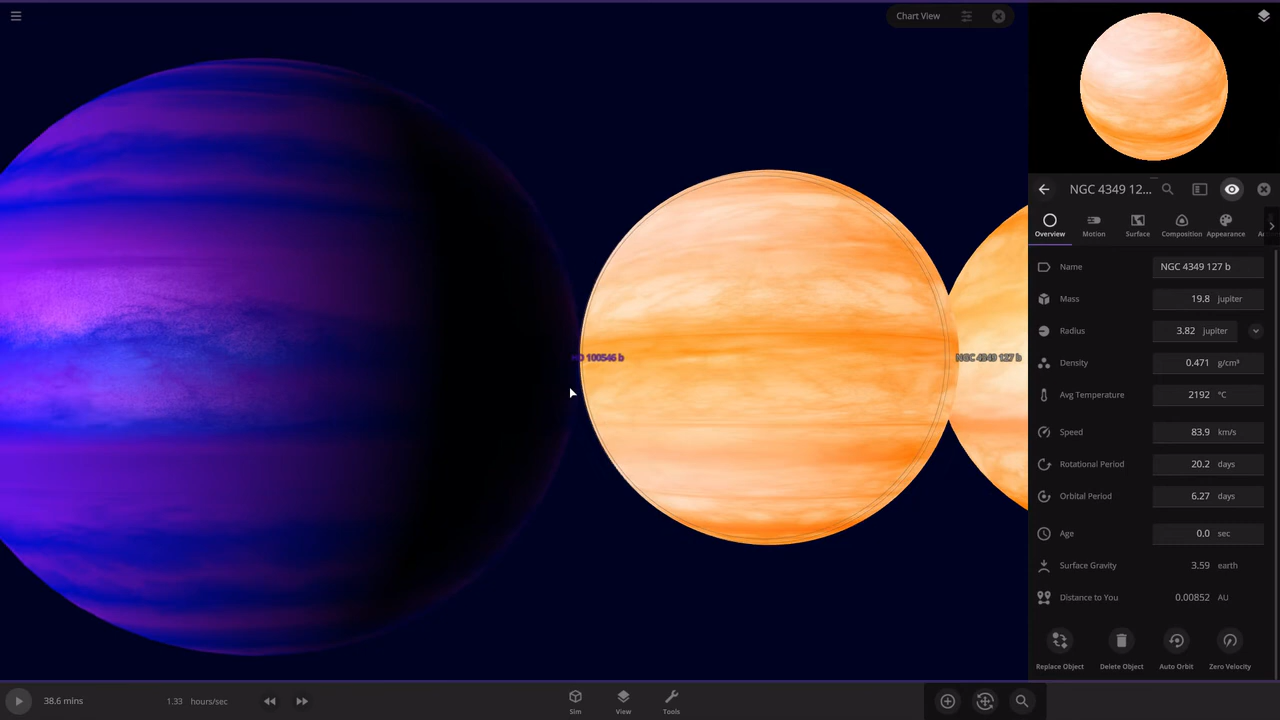 Chart View
HD 100546 b
NGC 4349 127 b
NGC 4349 12...
Overview
Motion
Surface
Composition
Appearance
Name NGC 4349 127 b
Mass 19.8 jupiter
Radius 3.82 jupiter
Density 0.471 g/cm³
Avg Temperature 2192 °C
Speed 83.9 km/s
Rotational Period 20.2 days
Orbital Period 6.27 days
Age 0.0 sec
Surface Gravity 3.59 earth
Distance to You 0.00852 AU
Replace Object
Delete Object
Auto Orbit
Zero Velocity
38.6 mins
1.33 hours/sec
Sim
View
Tools